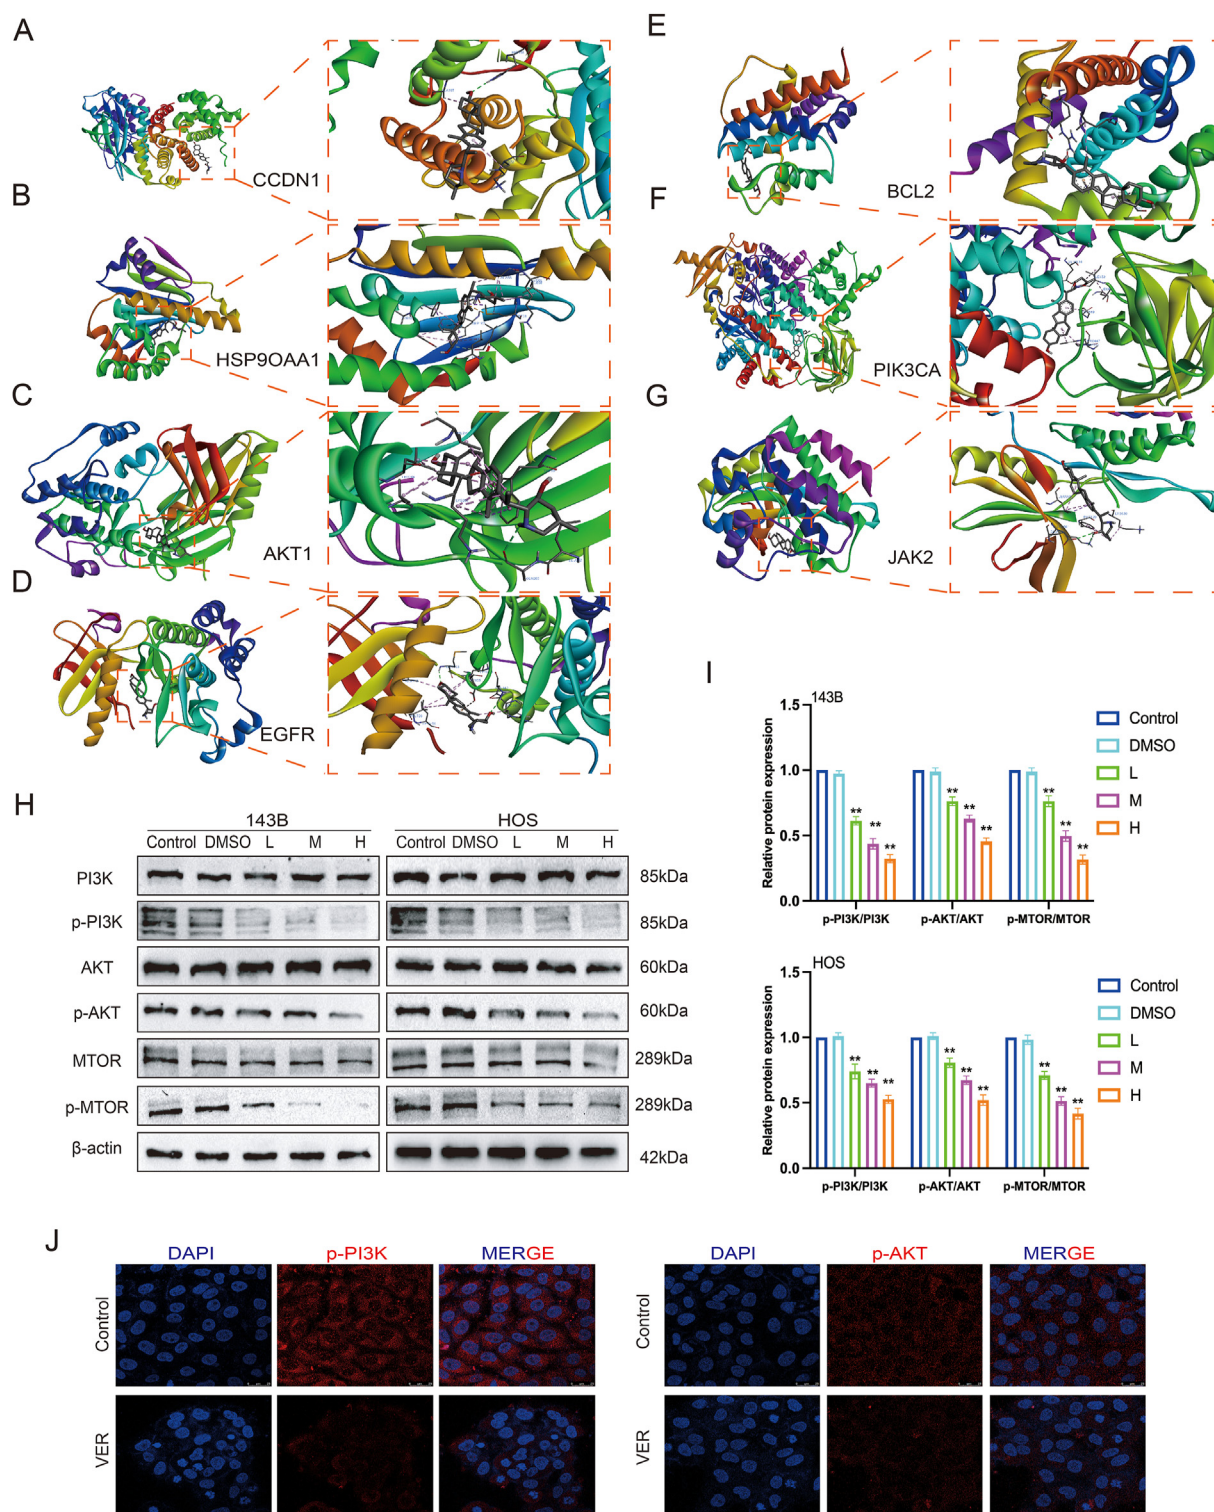 A
CCDN1
B
HSP9OAA1
C
AKT1
D
EGFR
E
BCL2
F
PIK3CA
G
JAK2
H
143B
HOS
Control DMSO L M H
Control DMSO L M H
PI3K
85kDa
p-PI3K
85kDa
AKT
60kDa
p-AKT
60kDa
MTOR
289kDa
p-MTOR
289kDa
β-actin
42kDa
I
143B
Relative protein expression
1.5
1.0
0.5
0.0
** ** **
** ** **
** ** **
p-PI3K/PI3K p-AKT/AKT p-MTOR/MTOR
Control
DMSO
L
M
H
HOS
Relative protein expression
1.5
1.0
0.5
0.0
** ** **
** ** **
** ** **
p-PI3K/PI3K p-AKT/AKT p-MTOR/MTOR
Control
DMSO
L
M
H
J
DAPI p-PI3K MERGE
Control
VER
DAPI p-AKT MERGE
Control
VER